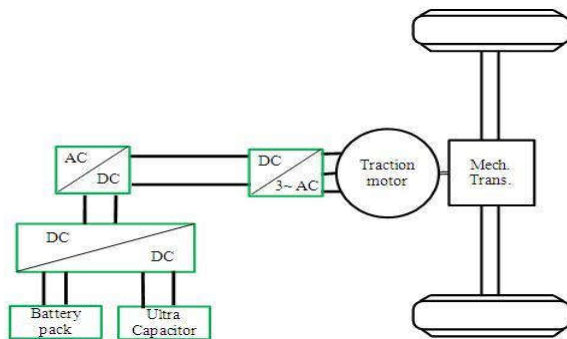 AC
DC
DC
3~ AC
Traction
motor
Mech.
Trans.
DC
DC
Battery
pack
Ultra
Capacitor